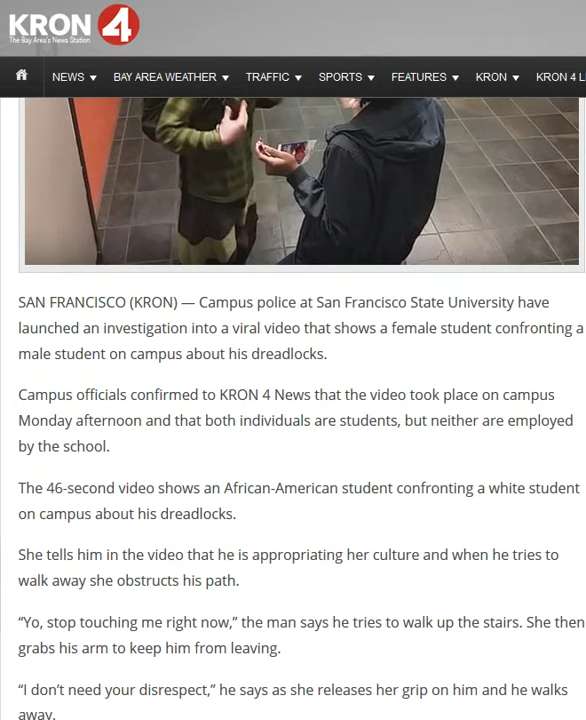 KRON 4
The Bay Area's News Station
NEWS BAY AREA WEATHER TRAFFIC SPORTS FEATURES KRON KRON 4 L
SAN FRANCISCO (KRON) — Campus police at San Francisco State University have
launched an investigation into a viral video that shows a female student confronting a
male student on campus about his dreadlocks.
Campus officials confirmed to KRON 4 News that the video took place on campus
Monday afternoon and that both individuals are students, but neither are employed
by the school.
The 46-second video shows an African-American student confronting a white student
on campus about his dreadlocks.
She tells him in the video that he is appropriating her culture and when he tries to
walk away she obstructs his path.
“Yo, stop touching me right now,” the man says he tries to walk up the stairs. She then
grabs his arm to keep him from leaving.
“I don’t need your disrespect,” he says as she releases her grip on him and he walks
away.